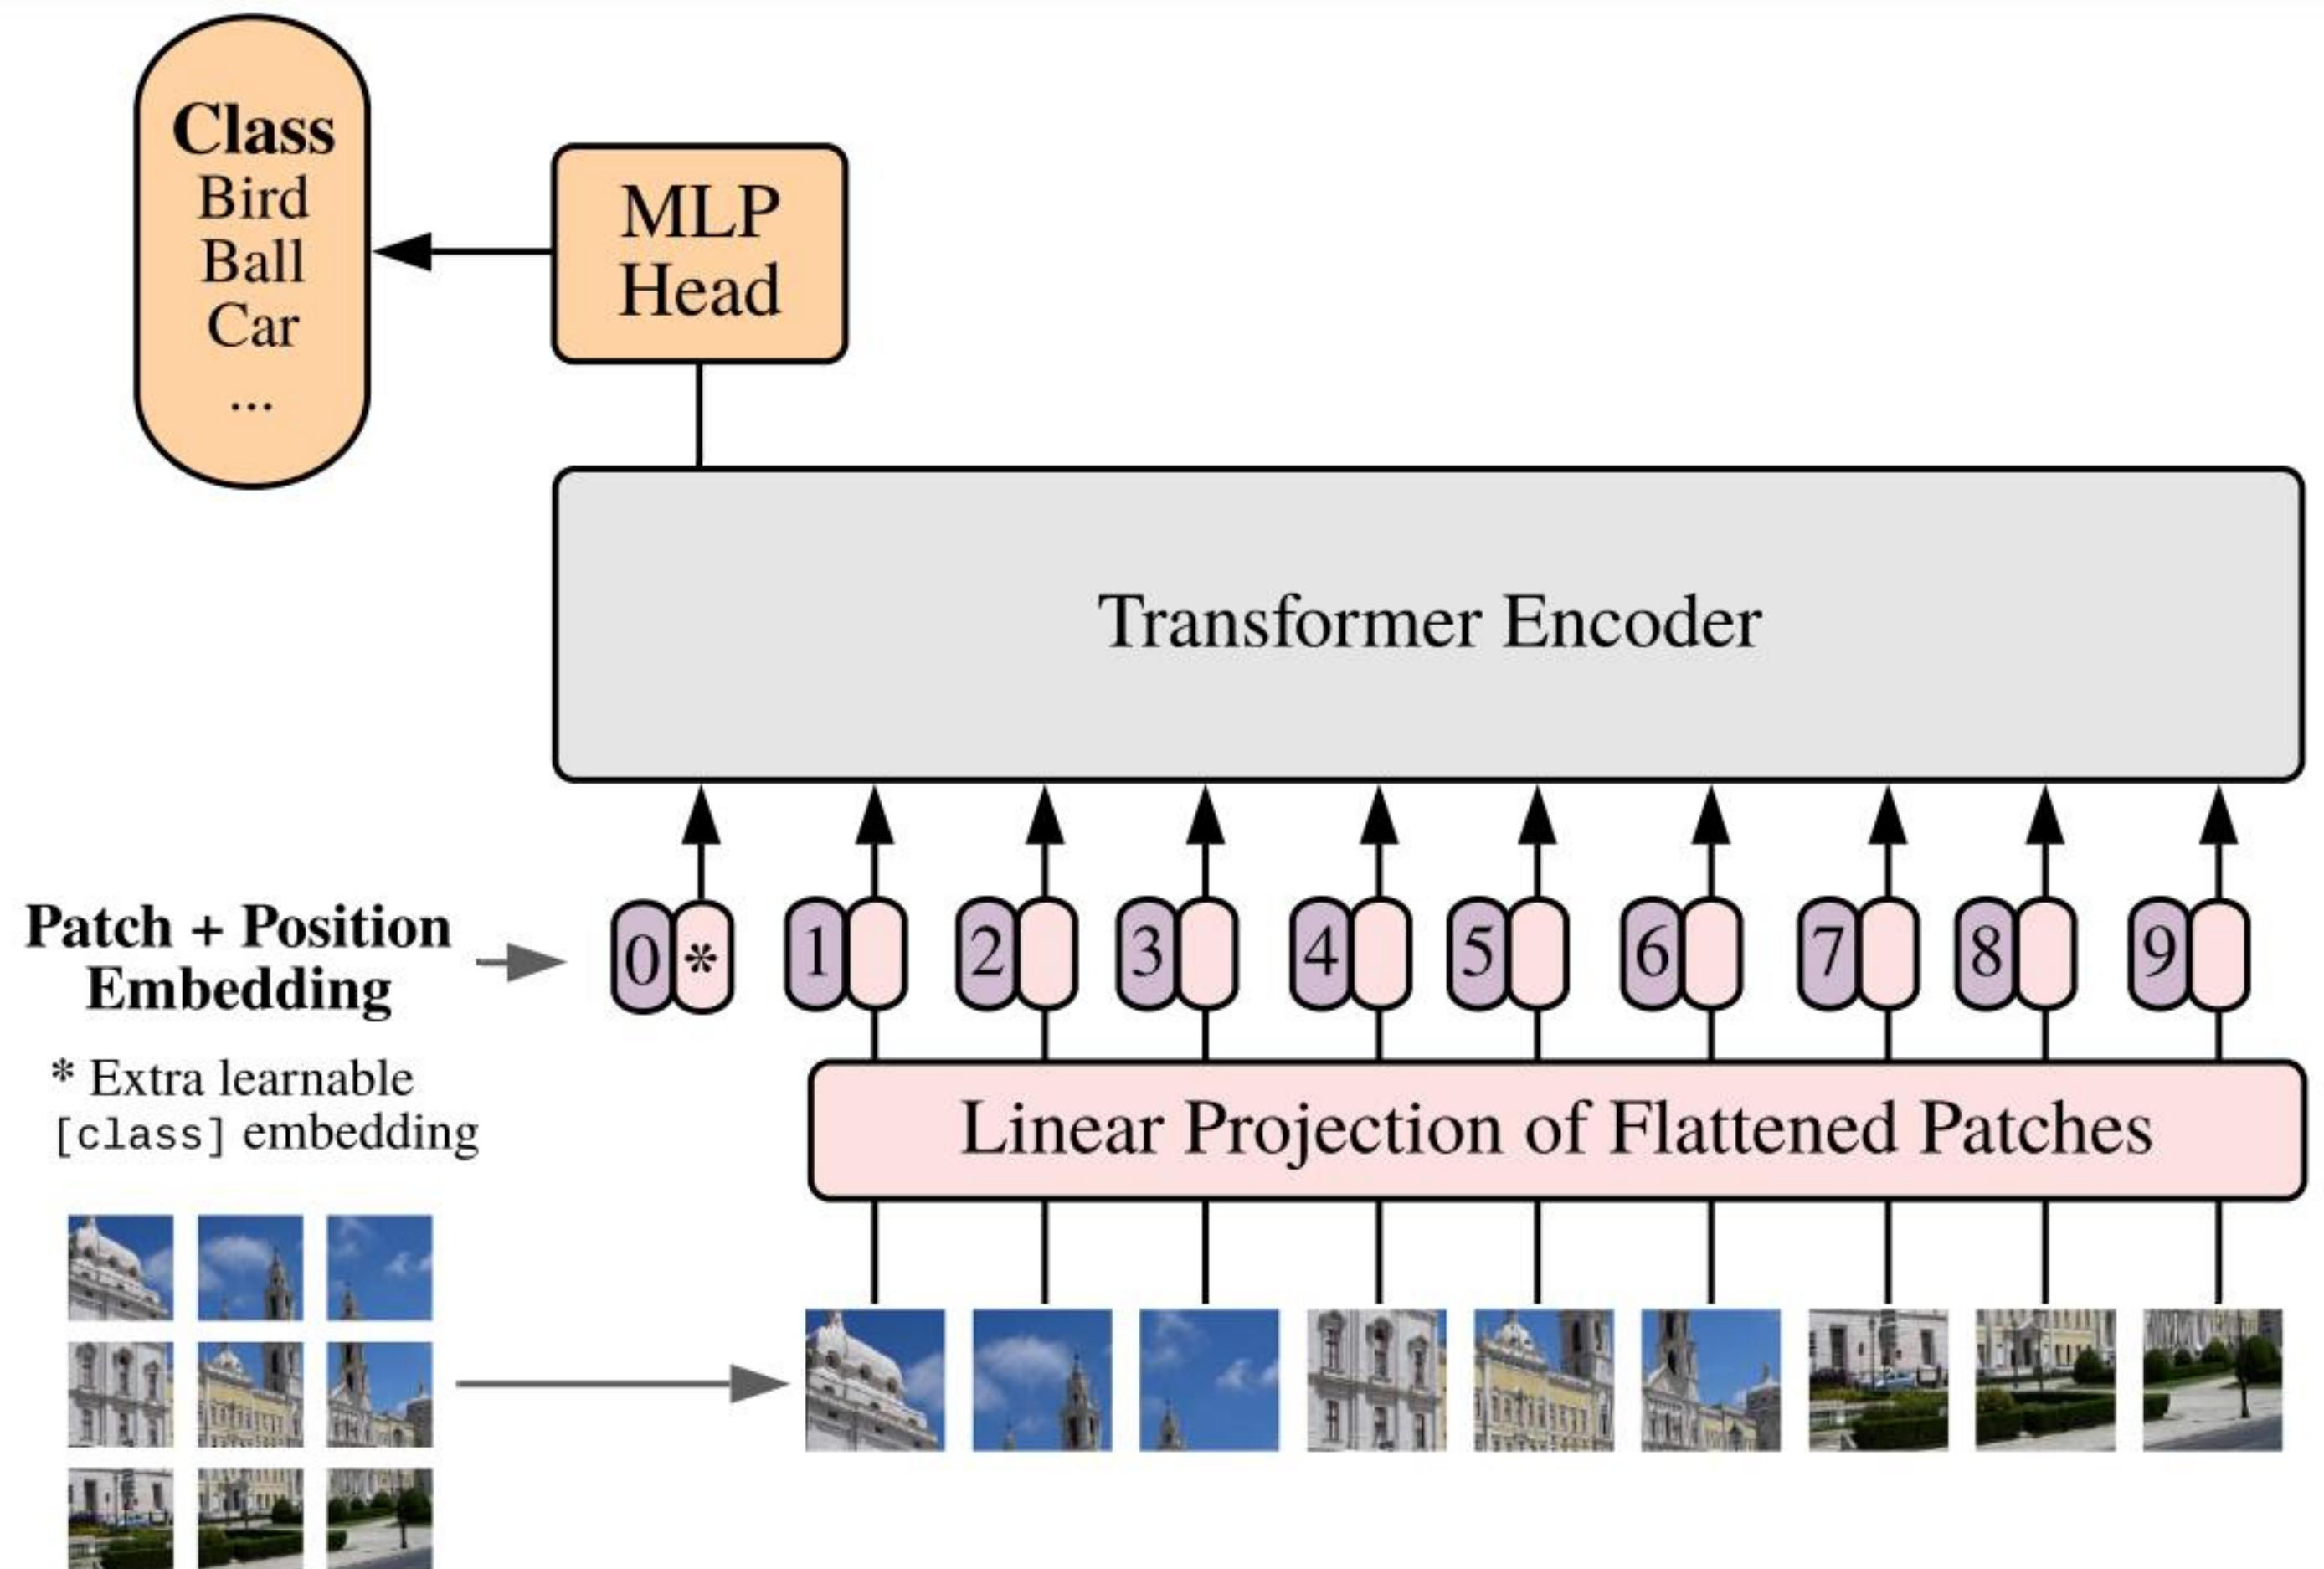 Class
Bird
Ball
Car
...
MLP
Head
Transformer Encoder
Patch + Position
Embedding
0 * 1 2 3 4 5 6 7 8 9
* Extra learnable
[class] embedding
Linear Projection of Flattened Patches